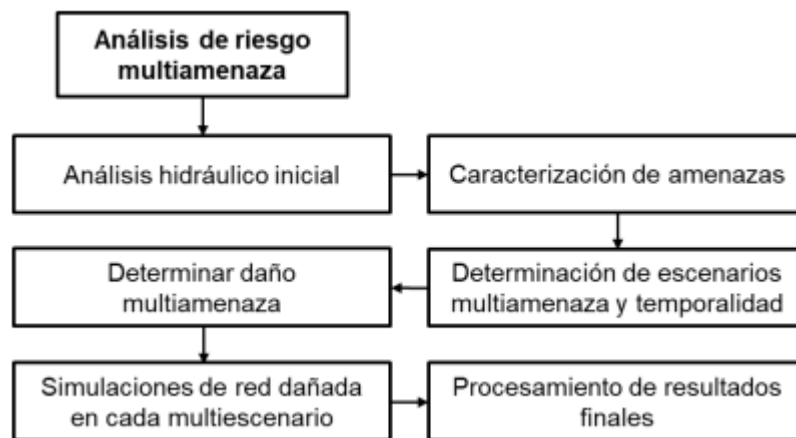 Análisis de riesgo
multiamenaza
Análisis hidráulico inicial
Caracterización de amenazas
Determinación de escenarios
multiamenaza y temporalidad
Determinar daño
multiamenaza
Simulaciones de red dañada
en cada multiescenario
Procesamiento de resultados
finales